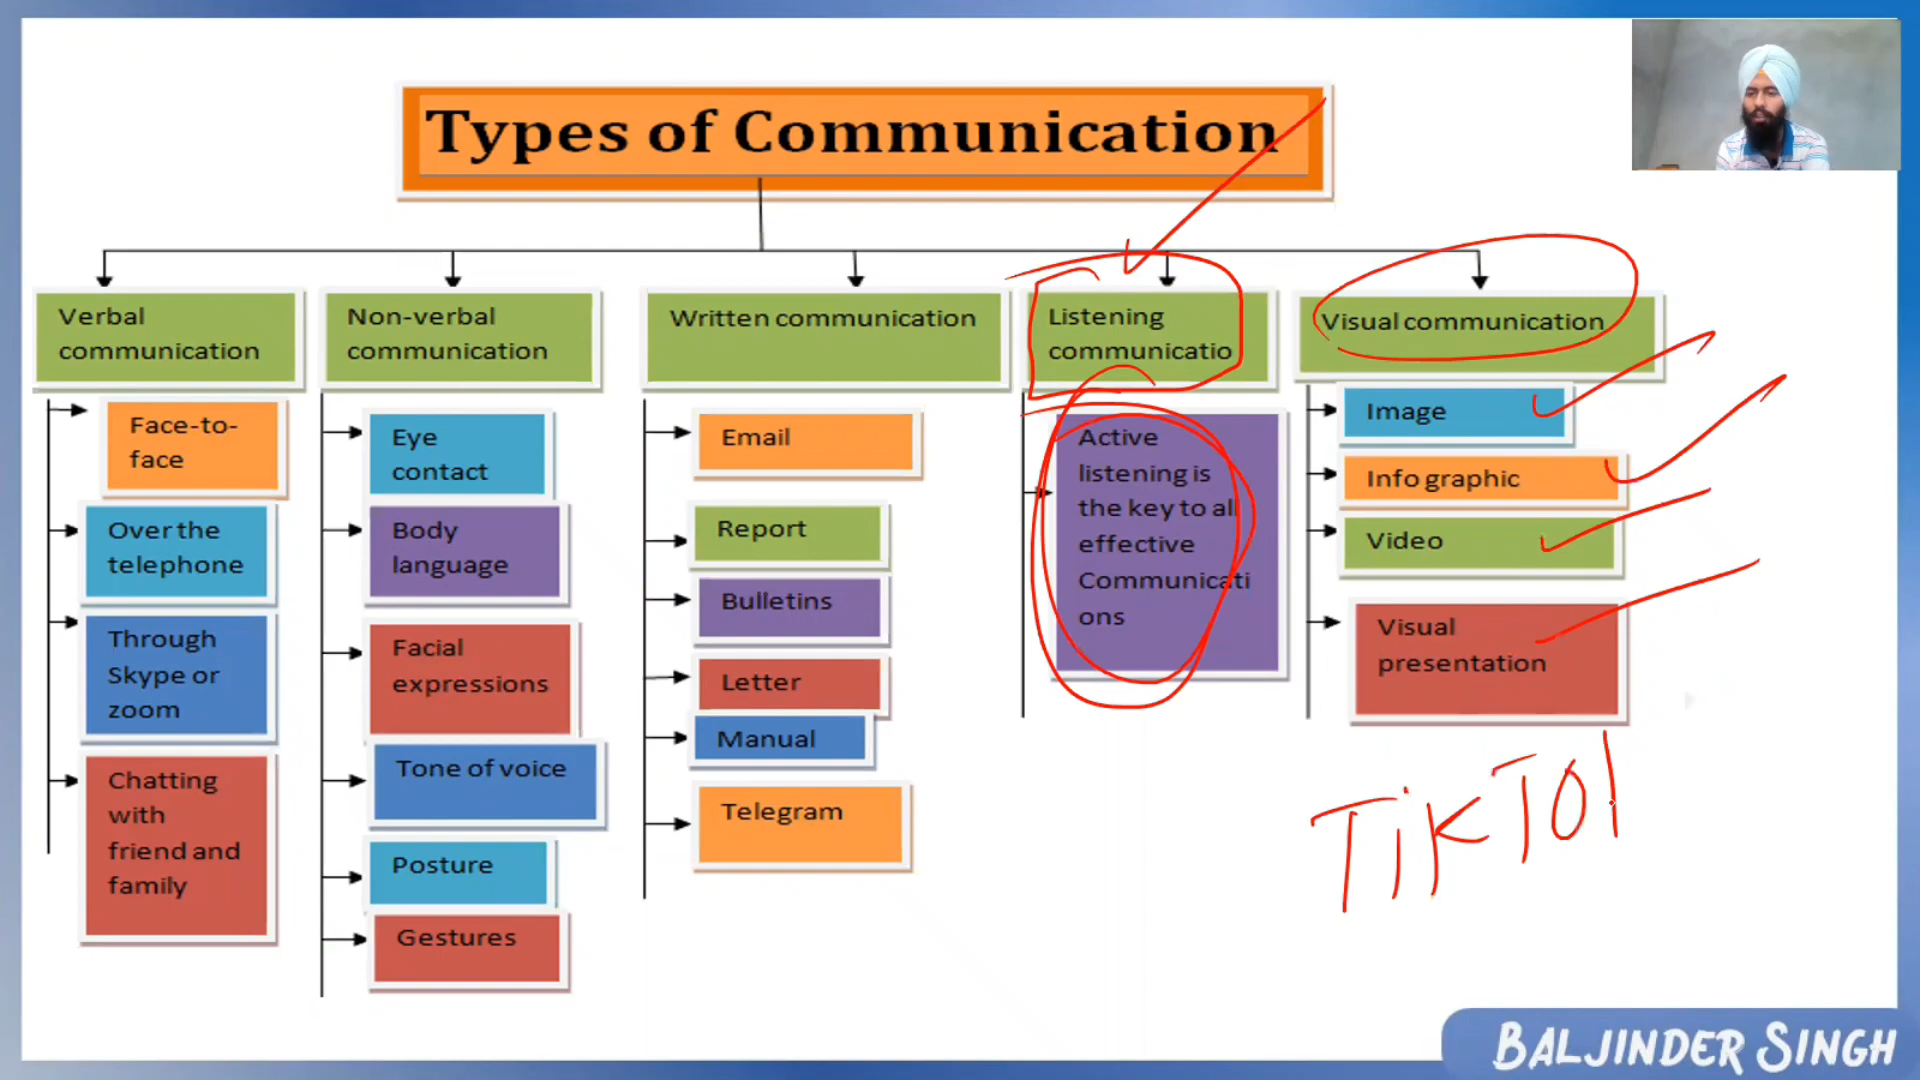 Types of Communication
Verbal
communication
Face-to-
face
Over the
telephone
Through
Skype or
zoom
Chatting
with
friend and
family
Non-verbal
communication
Eye
contact
Body
language
Facial
expressions
Tone of voice
Posture
Gestures
Written communication
Email
Report
Bulletins
Letter
Manual
Telegram
Listening
communicatio
Active
listening is
the key to all
effective
Communicati
ons
Visual communication
Image
Info graphic
Video
Visual
presentation
TikTol
BALJINDER SINGH